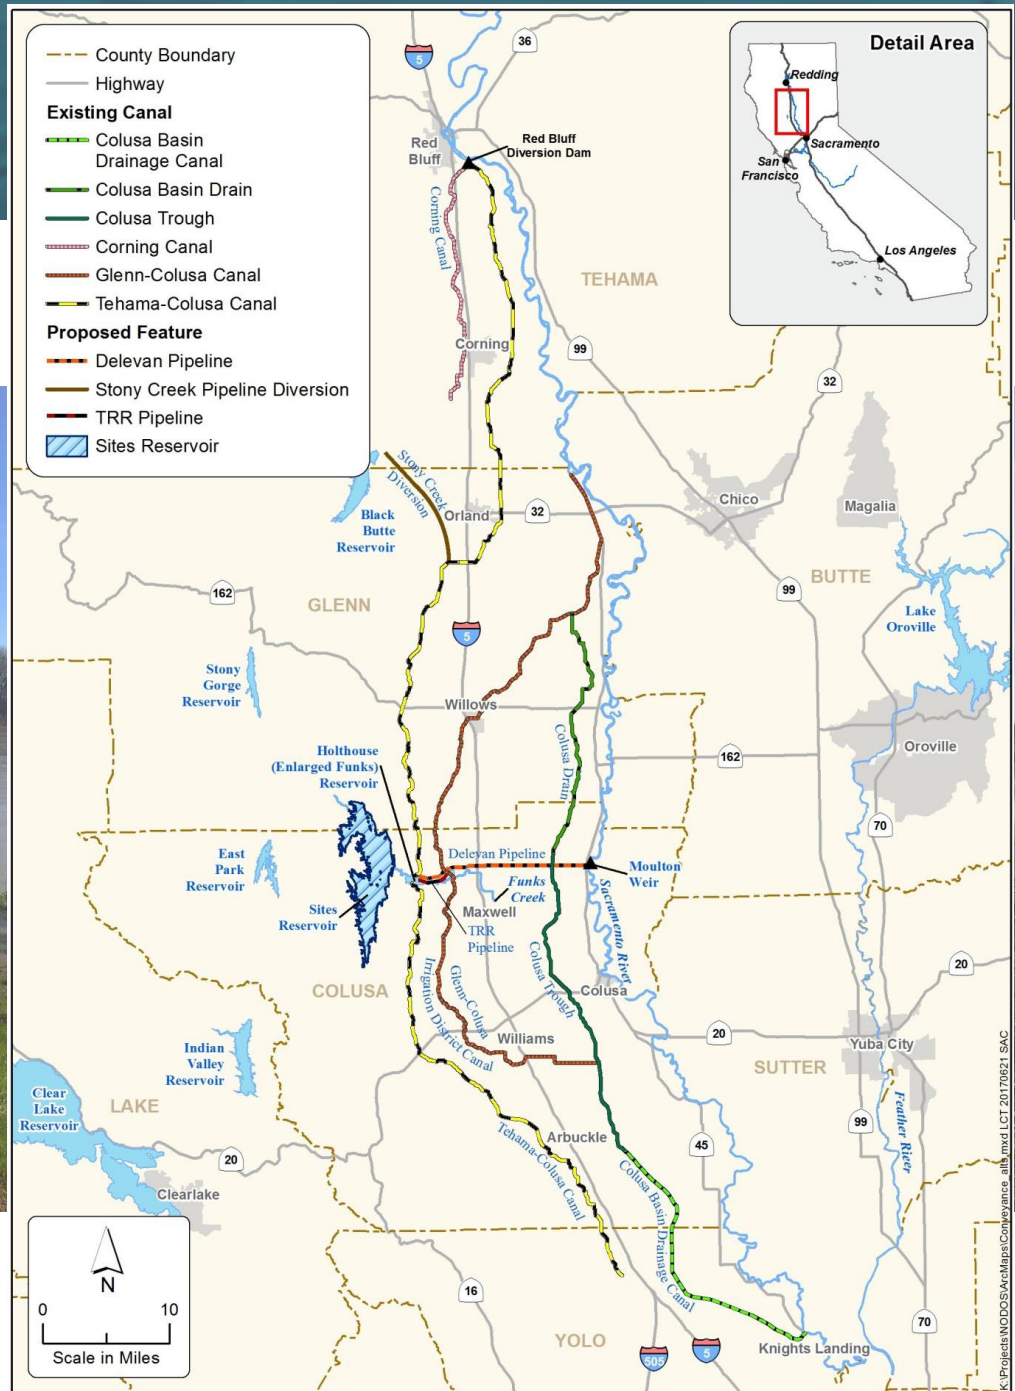 County Boundary
Highway
Existing Canal
Colusa Basin
Drainage Canal
Colusa Basin Drain
Colusa Trough
Corning Canal
Glenn-Colusa Canal
Tehama-Colusa Canal
Proposed Feature
Delevan Pipeline
Stony Creek Pipeline Diversion
TRR Pipeline
Sites Reservoir
Detail Area
Redding
Sacramento
San
Francisco
Los Angeles
5
36
Red
Bluff
Red Bluff
Diversion Dam
Corning Canal
TEHAMA
Corning
99
32
Stony Creek
Diversion
Black
Butte
Reservoir
Orland
32
Chico
Magalia
162
GLENN
5
BUTTE
99
Lake
Oroville
Stony
Gorge
Reservoir
Willows
Colusa Drain
Oroville
162
Holthouse
(Enlarged Funks)
Reservoir
70
East
Park
Reservoir
Delevan Pipeline
Moulton
Weir
Funks
Creek
Sites
Reservoir
Maxwell
TRR
Pipeline
Sacramento River
20
COLUSA
Glenn-Colusa
Irrigation District Canal
Colusa Trough
Colusa
Williams
20
Yuba City
Indian
Valley
Reservoir
SUTTER
Clear
Lake
Reservoir
LAKE
20
Clearlake
Arbuckle
45
99
Feather River
Tehama-Colusa Canal
Colusa Basin Drainage Canal
N
0 10
Scale in Miles
16
YOLO
505
5
70
Knights Landing
K:\Projects\NODOS\ArcMaps\Conveyance_alts.mxd LCT 20170621 SAC